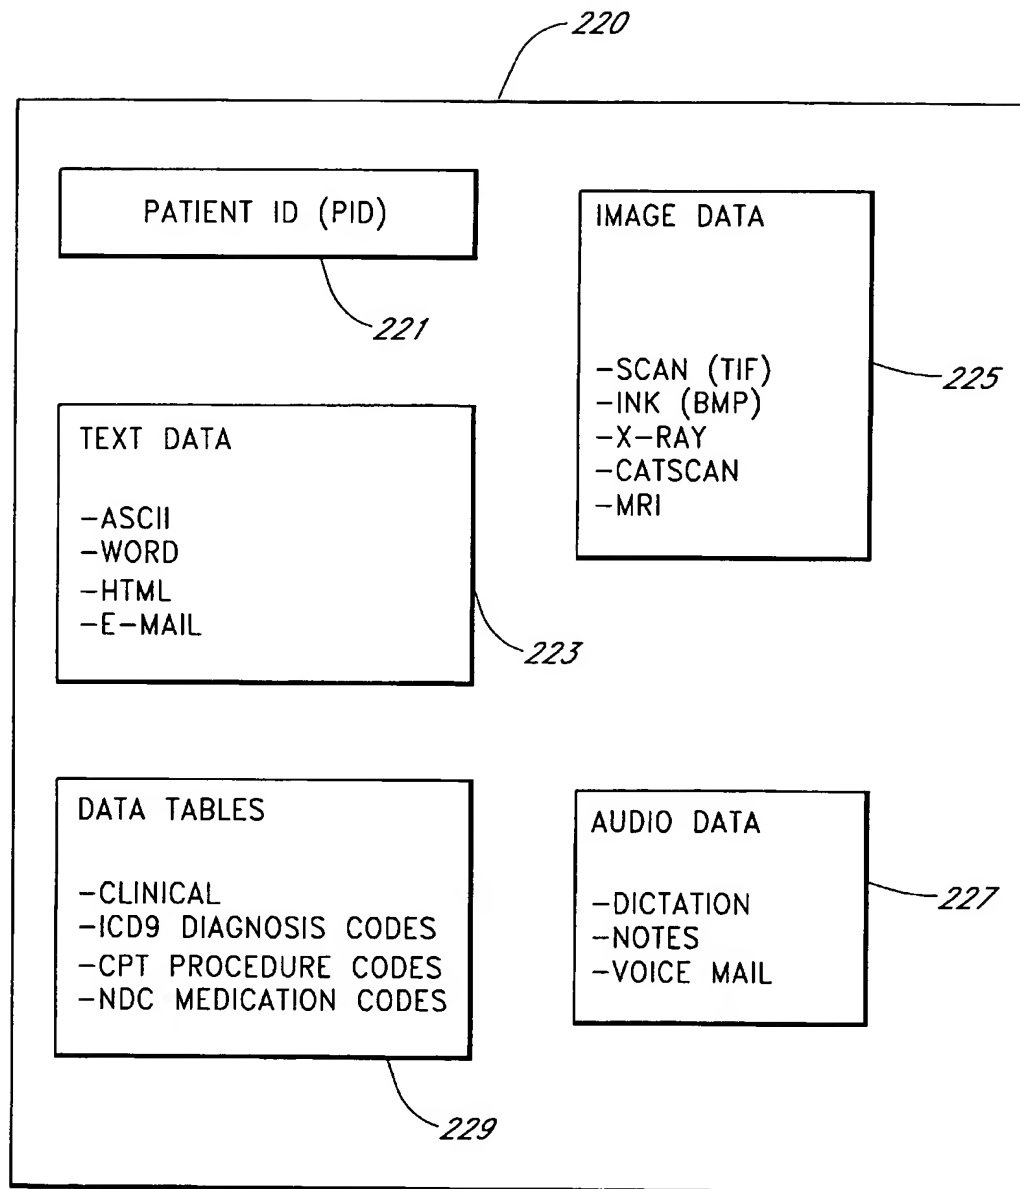 220
PATIENT ID (PID)
221
IMAGE DATA
-SCAN (TIF)
-INK (BMP)
-X-RAY
-CATSCAN
-MRI
225
TEXT DATA
-ASCII
-WORD
-HTML
-E-MAIL
223
DATA TABLES
-CLINICAL
-ICD9 DIAGNOSIS CODES
-CPT PROCEDURE CODES
-NDC MEDICATION CODES
229
AUDIO DATA
-DICTATION
-NOTES
-VOICE MAIL
227